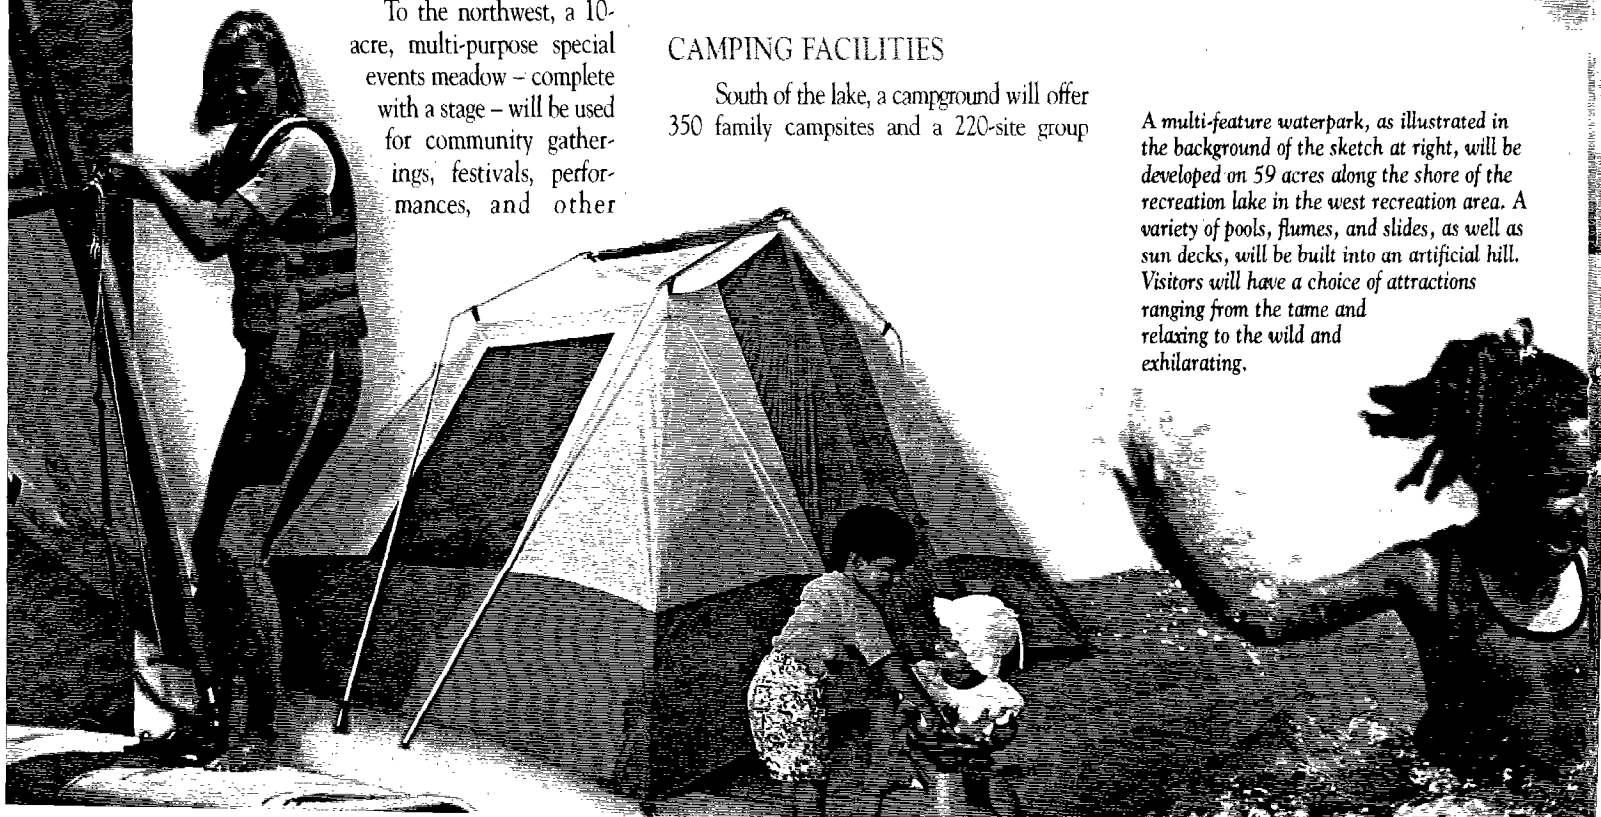 To the northwest, a 10-
acre, multi-purpose special
events meadow – complete
with a stage – will be used
for community gather-
ings, festivals, perfor-
mances, and other
CAMPING FACILITIES
South of the lake, a campground will offer
350 family campsites and a 220-site group
A multi-feature waterpark, as illustrated in
the background of the sketch at right, will be
developed on 59 acres along the shore of the
recreation lake in the west recreation area. A
variety of pools, flumes, and slides, as well as
sun decks, will be built into an artificial hill.
Visitors will have a choice of attractions
ranging from the tame and
relaxing to the wild and
exhilarating.